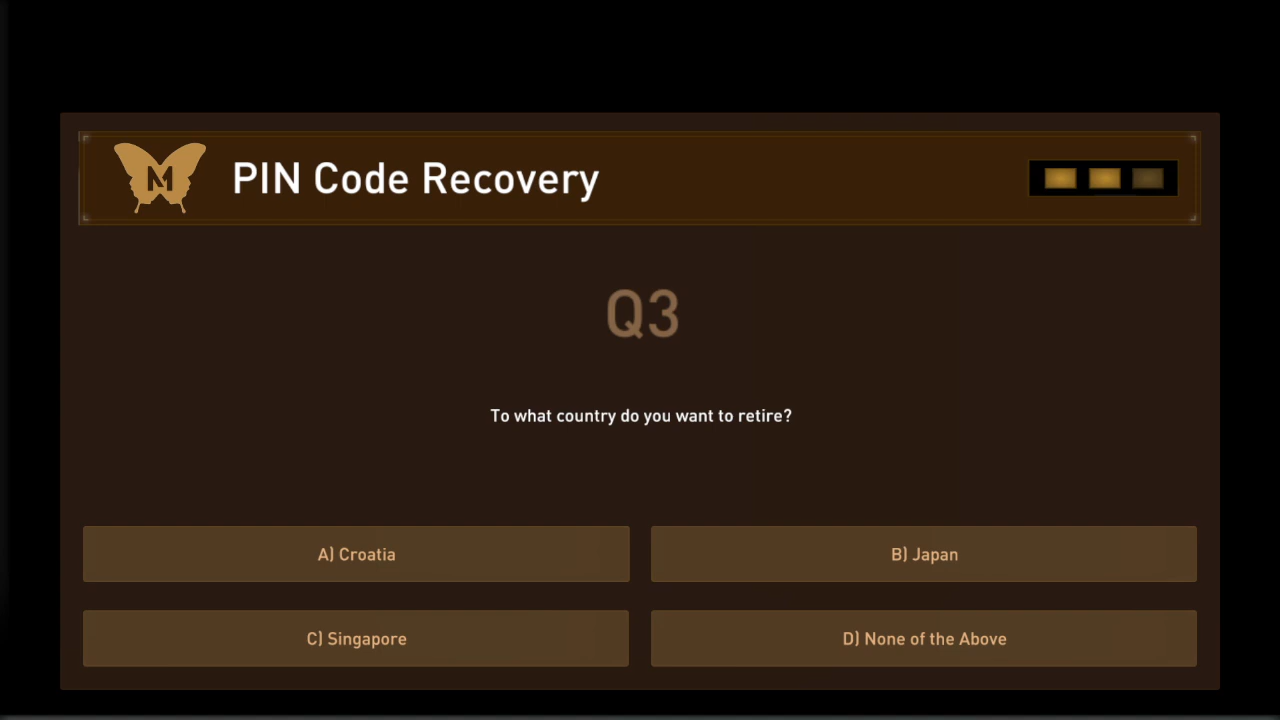 M
PIN Code Recovery
Q3
To what country do you want to retire?
A) Croatia
B) Japan
C) Singapore
D) None of the Above